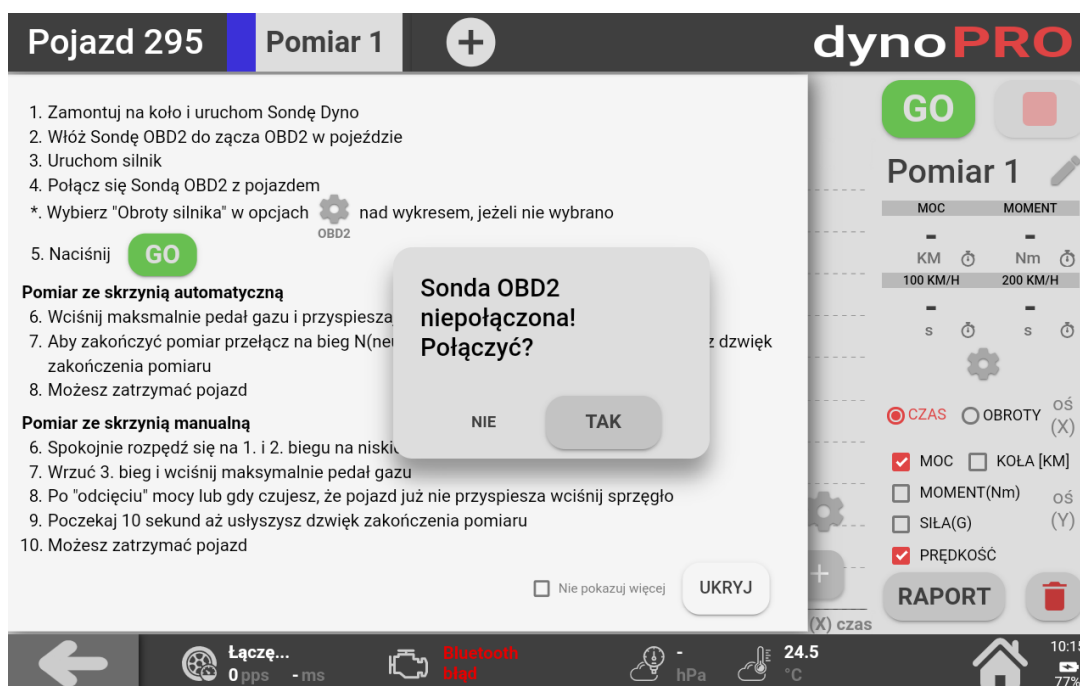 Pojazd 295
Pomiar 1
+
dynoPRO
1. Zamontuj na koło i uruchom Sondę Dyno
2. Włóż Sondę OBD2 do zącza OBD2 w pojeździe
3. Uruchom silnik
4. Połącz się Sondą OBD2 z pojazdem
*. Wybierz "Obroty silnika" w opcjach nad wykresem, jeżeli nie wybrano
OBD2
5. Naciśnij GO
Pomiar ze skrzynią automatyczną
6. Wciśnij maksmalnie pedał gazu i przyspieszaj
7. Aby zakończyć pomiar przełącz na bieg N(neu z dzwięk
zakończenia pomiaru
8. Możesz zatrzymać pojazd
Pomiar ze skrzynią manualną
6. Spokojnie rozpędź się na 1. i 2. biegu na niskic
7. Wrzuć 3. bieg i wciśnij maksymalnie pedał gazu
8. Po "odcięciu" mocy lub gdy czujesz, że pojazd już nie przyspiesza wciśnij sprzęgło
9. Poczekaj 10 sekund aż usłyszysz dzwięk zakończenia pomiaru
10. Możesz zatrzymać pojazd
Nie pokazuj więcej
UKRYJ
Sonda OBD2
niepołączona!
Połączyć?
NIE
TAK
GO
Pomiar 1
MOC MOMENT
- -
KM Nm
100 KM/H 200 KM/H
- -
s s
CZAS OBROTY oś
(X)
MOC KOŁA [KM]
MOMENT(Nm) oś
SIŁA(G) (Y)
PRĘDKOŚĆ
+
RAPORT
(X) czas
Łączę...
0 pps - ms
Bluetooth
błąd
-
hPa
24.5
°C
10:15
77%